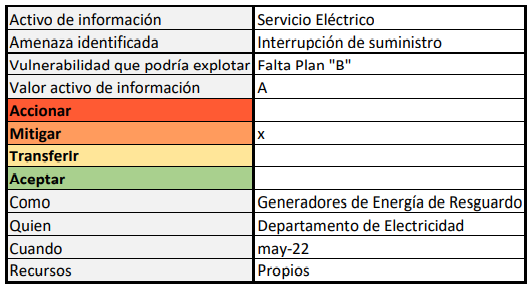 Activo de información Servicio Eléctrico
Amenaza identificada Interrupción de suministro
Vulnerabilidad que podría explotar Falta Plan "B"
Valor activo de información A
Accionar
Mitigar x
Transferir
Aceptar
Como Generadores de Energía de Resguardo
Quien Departamento de Electricidad
Cuando may-22
Recursos Propios